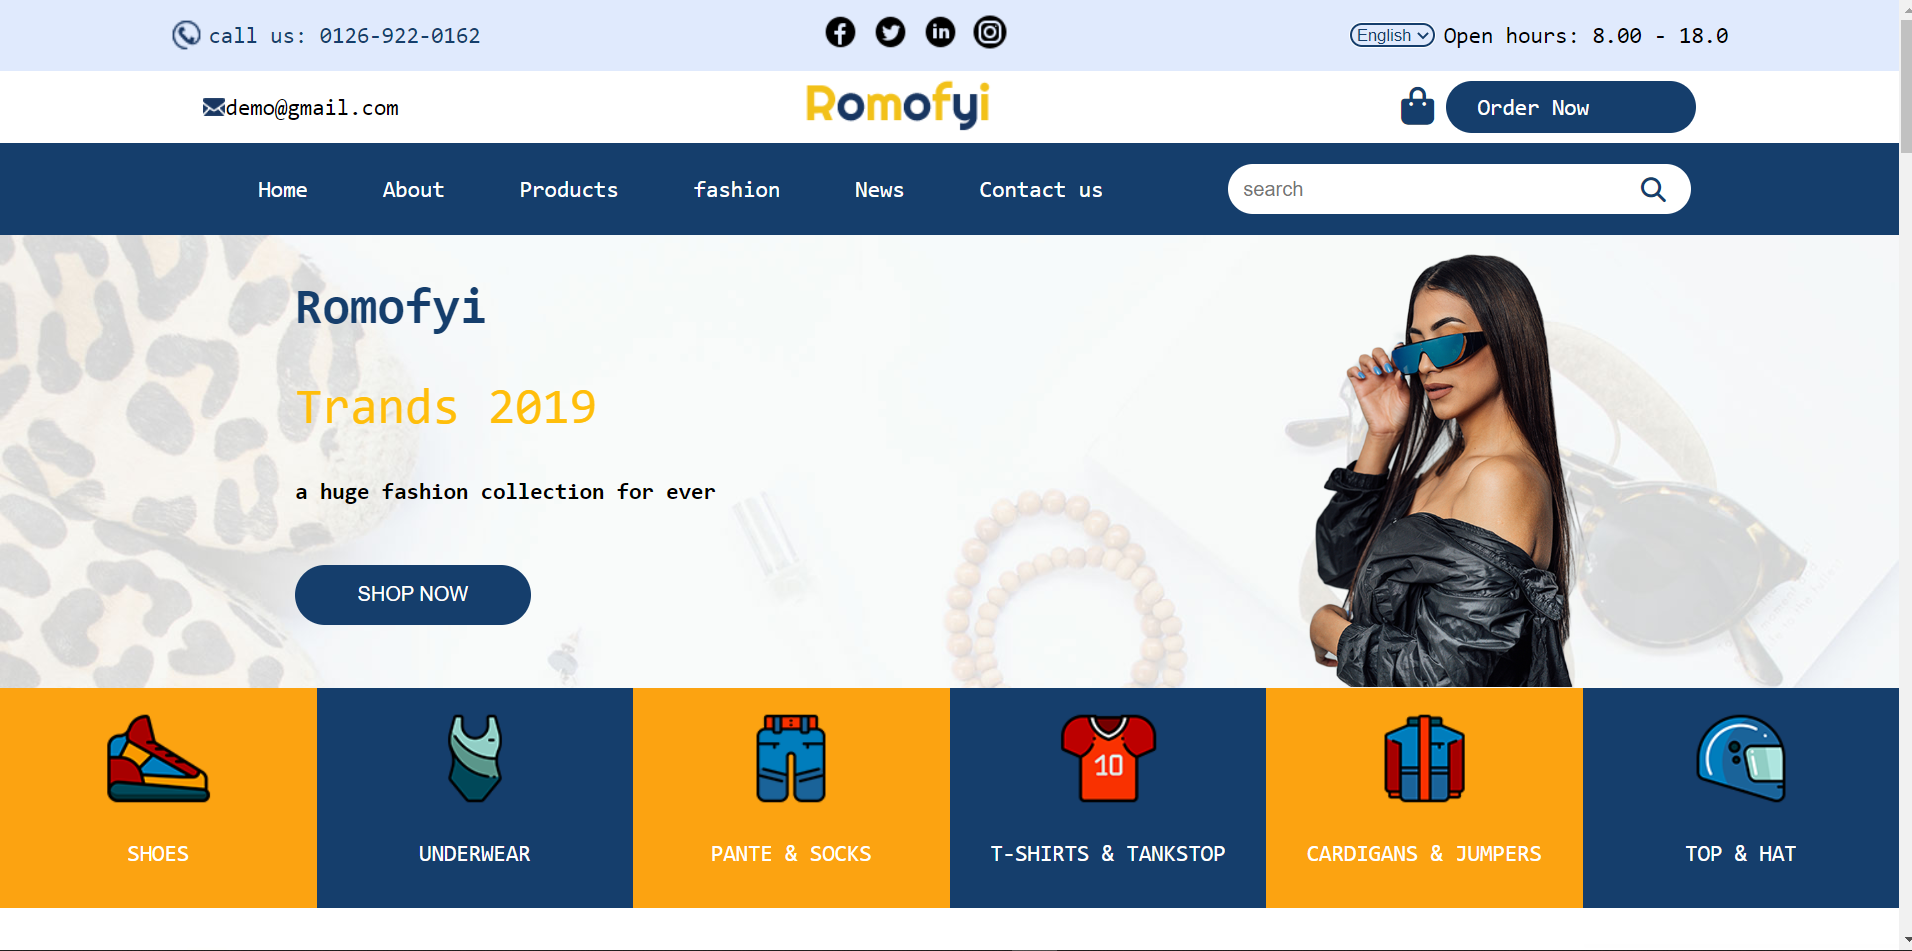 call us: 0126-922-0162
English
Open hours: 8.00 - 18.0
demo@gmail.com
Romofyi
Order Now
Home
About
Products
fashion
News
Contact us
search
Romofyi
Trands 2019
a huge fashion collection for ever
SHOP NOW
10
SHOES
UNDERWEAR
PANTE & SOCKS
T-SHIRTS & TANKSTOP
CARDIGANS & JUMPERS
TOP & HAT